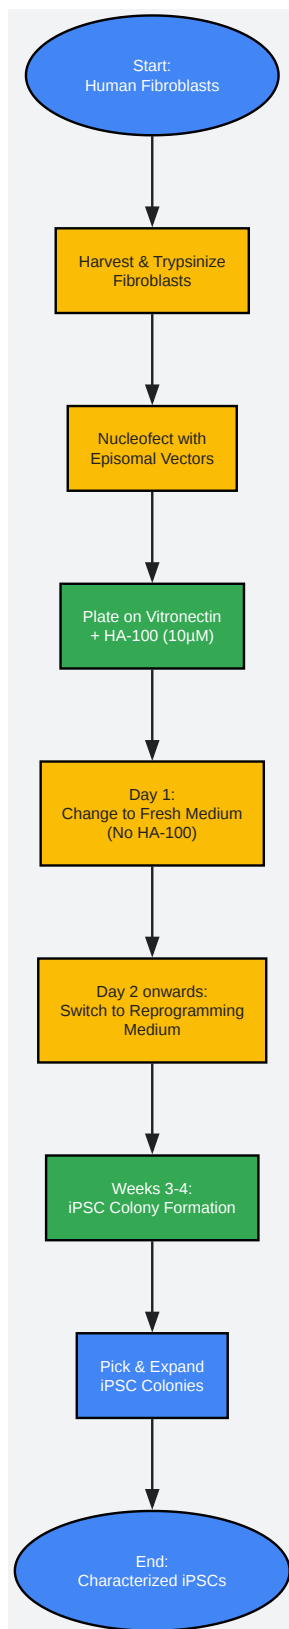 Start:
Human Fibroblasts
Harvest & Trypsinize
Fibroblasts
Nucleofect with
Episomal Vectors
Plate on Vitronectin
+ HA-100 (10µM)
Day 1:
Change to Fresh Medium
(No HA-100)
Day 2 onwards:
Switch to Reprogramming
Medium
Weeks 3-4:
iPSC Colony Formation
Pick & Expand
iPSC Colonies
End:
Characterized iPSCs